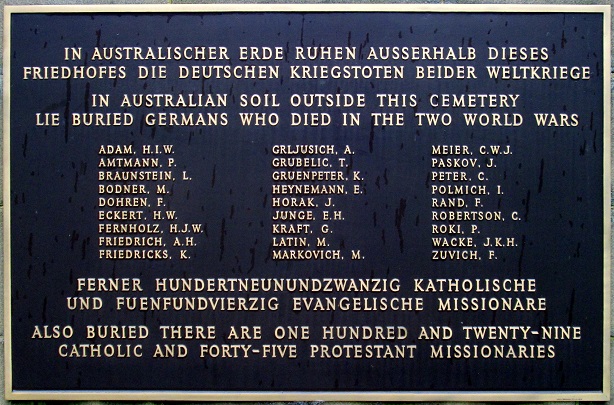 IN AUSTRALISCHER ERDE RUHEN AUSSERHALB DIESES
FRIEDHOFES DIE DEUTSCHEN KRIEGSTOTEN BEIDER WELTKRIEGE
IN AUSTRALIAN SOIL OUTSIDE THIS CEMETERY
LIE BURIED GERMANS WHO DIED IN THE TWO WORLD WARS
ADAM, H.I.W.
AMTMANN, P.
BRAUNSTEIN, L.
BODNER, M.
DOHREN, F.
ECKERT, H.W.
FERNHOLZ, H.J.W.
FRIEDRICH, A.H.
FRIEDRICKS, K.
GRLJUSICH, A.
GRUBELIC, T.
GRUENPETER, K.
HEYNEMANN, E.
HORAK, J.
JUNGE, E.H.
KRAFT, G.
LATIN, M.
MARKOVICH, M.
MEIER, C.W.J.
PASKOV, J.
PETER, C.
POLMICH, I.
RAND, F.
ROBERTSON, C.
ROKI, P.
WACKE, J.K.H.
ZUVICH, F.
FERNER HUNDERTNEUNUNDZWANZIG KATHOLISCHE
UND FUENFUNDVIERZIG EVANGELISCHE MISSIONARE
ALSO BURIED THERE ARE ONE HUNDRED AND TWENTY-NINE
CATHOLIC AND FORTY-FIVE PROTESTANT MISSIONARIES